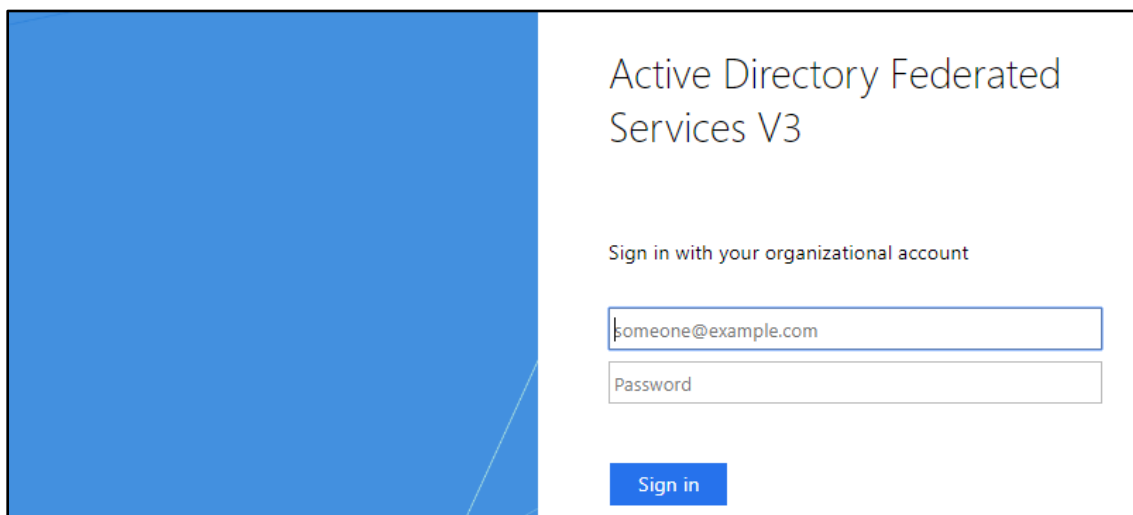 Active Directory Federated
Services V3
Sign in with your organizational account
someone@example.com
Password
Sign in